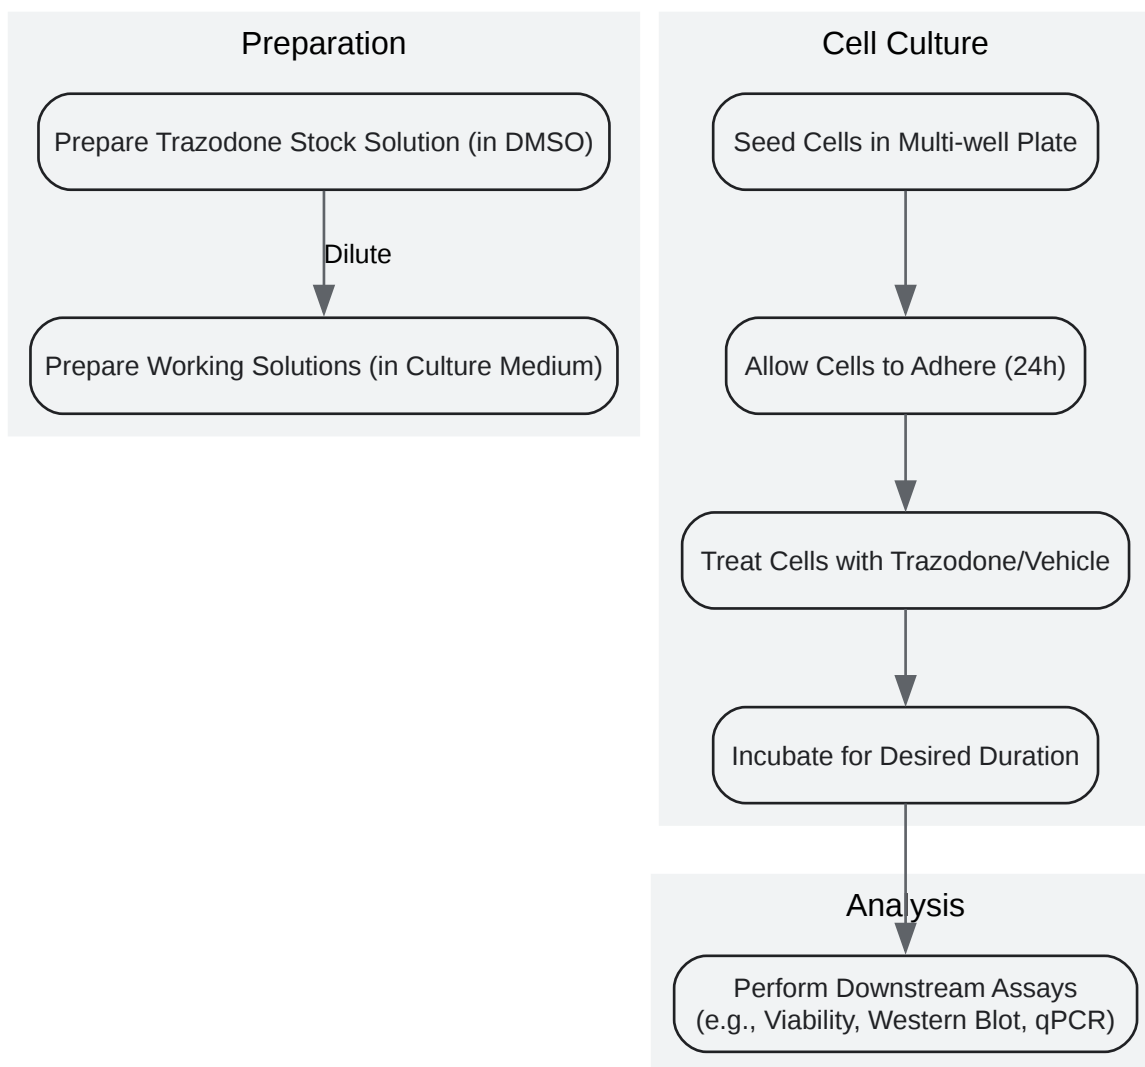 Preparation
Prepare Trazodone Stock Solution (in DMSO)
Dilute
Prepare Working Solutions (in Culture Medium)
Cell Culture
Seed Cells in Multi-well Plate
Allow Cells to Adhere (24h)
Treat Cells with Trazodone/Vehicle
Incubate for Desired Duration
Analysis
Perform Downstream Assays
(e.g., Viability, Western Blot, qPCR)